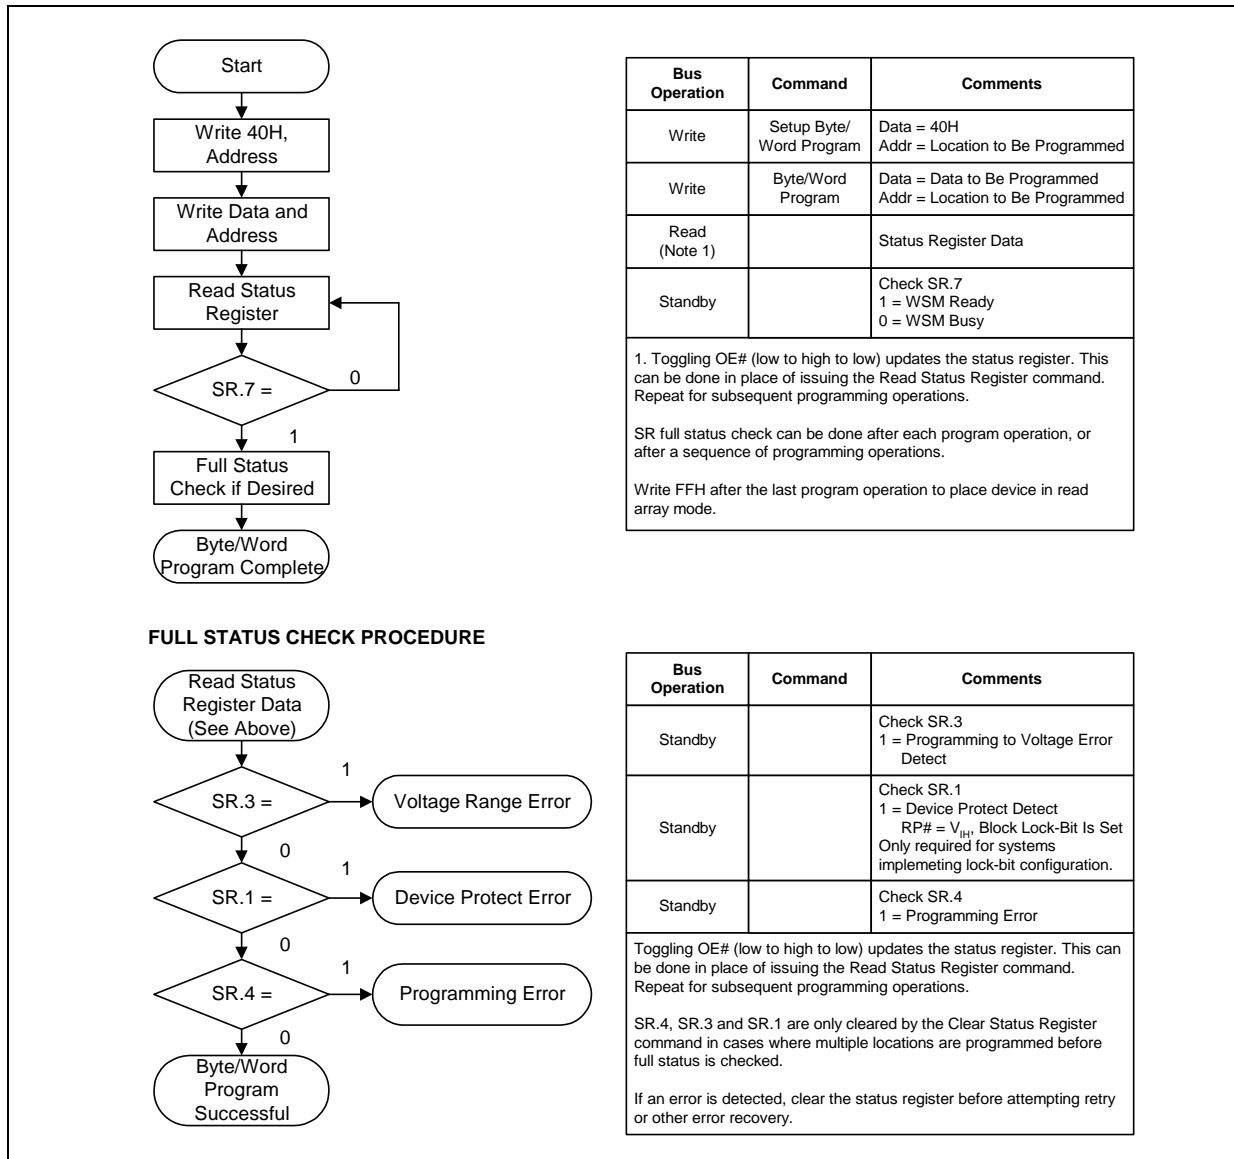 Start
Write 40H,
Address
Write Data and
Address
Read Status
Register
SR.7 =
0
1
Full Status
Check if Desired
Byte/Word
Program Complete
Bus
Operation
Command
Comments
Write
Setup Byte/
Word Program
Data = 40H
Addr = Location to Be Programmed
Write
Byte/Word
Program
Data = Data to Be Programmed
Addr = Location to Be Programmed
Read
(Note 1)
Status Register Data
Standby
Check SR.7
1 = WSM Ready
0 = WSM Busy
1. Toggling OE# (low to high to low) updates the status register. This
can be done in place of issuing the Read Status Register command.
Repeat for subsequent programming operations.
SR full status check can be done after each program operation, or
after a sequence of programming operations.
Write FFH after the last program operation to place device in read
array mode.
FULL STATUS CHECK PROCEDURE
Read Status
Register Data
(See Above)
SR.3 =
1
Voltage Range Error
0
SR.1 =
1
Device Protect Error
0
SR.4 =
1
Programming Error
0
Byte/Word
Program
Successful
Bus
Operation
Command
Comments
Standby
Check SR.3
1 = Programming to Voltage Error
Detect
Standby
Check SR.1
1 = Device Protect Detect
RP# = VIH, Block Lock-Bit Is Set
Only required for systems
implemeting lock-bit configuration.
Standby
Check SR.4
1 = Programming Error
Toggling OE# (low to high to low) updates the status register. This can
be done in place of issuing the Read Status Register command.
Repeat for subsequent programming operations.
SR.4, SR.3 and SR.1 are only cleared by the Clear Status Register
command in cases where multiple locations are programmed before
full status is checked.
If an error is detected, clear the status register before attempting retry
or other error recovery.